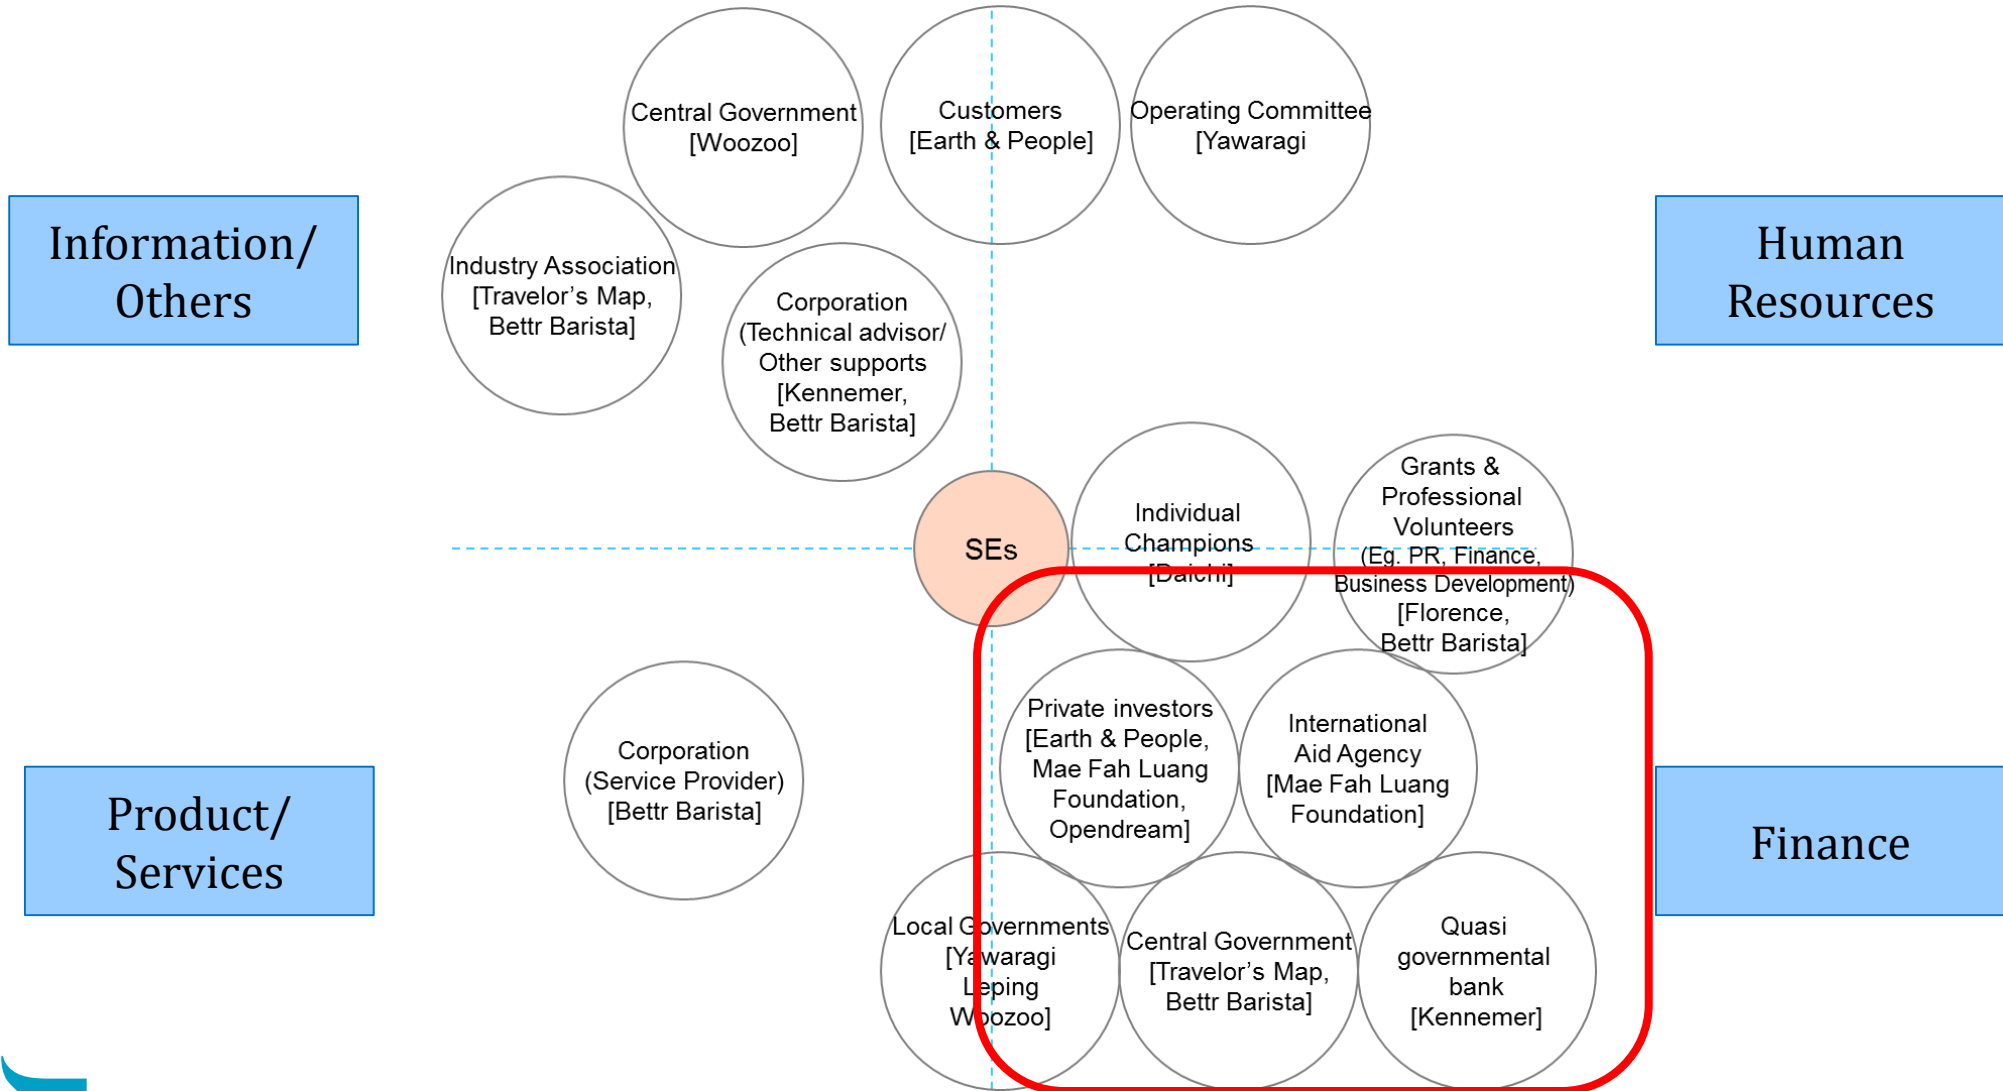 Central Government
[Woozoo]
Customers
[Earth & People]
Operating Committee
[Yawaragi
Information/
Others
Industry Association
[Travelor’s Map,
Bettr Barista]
Corporation
(Technical advisor/
Other supports
[Kennemer,
Bettr Barista]
Human
Resources
SEs
Individual
Champions
[Daichi]
Grants &
Professional
Volunteers
(Eg. PR, Finance,
Business Development)
[Florence,
Bettr Barista]
Product/
Services
Corporation
(Service Provider)
[Bettr Barista]
Private investors
[Earth & People,
Mae Fah Luang
Foundation,
Opendream]
International
Aid Agency
[Mae Fah Luang
Foundation]
Finance
Local Governments
[Yawaragi
Leping
Woozoo]
Central Government
[Travelor’s Map,
Bettr Barista]
Quasi
governmental
bank
[Kennemer]